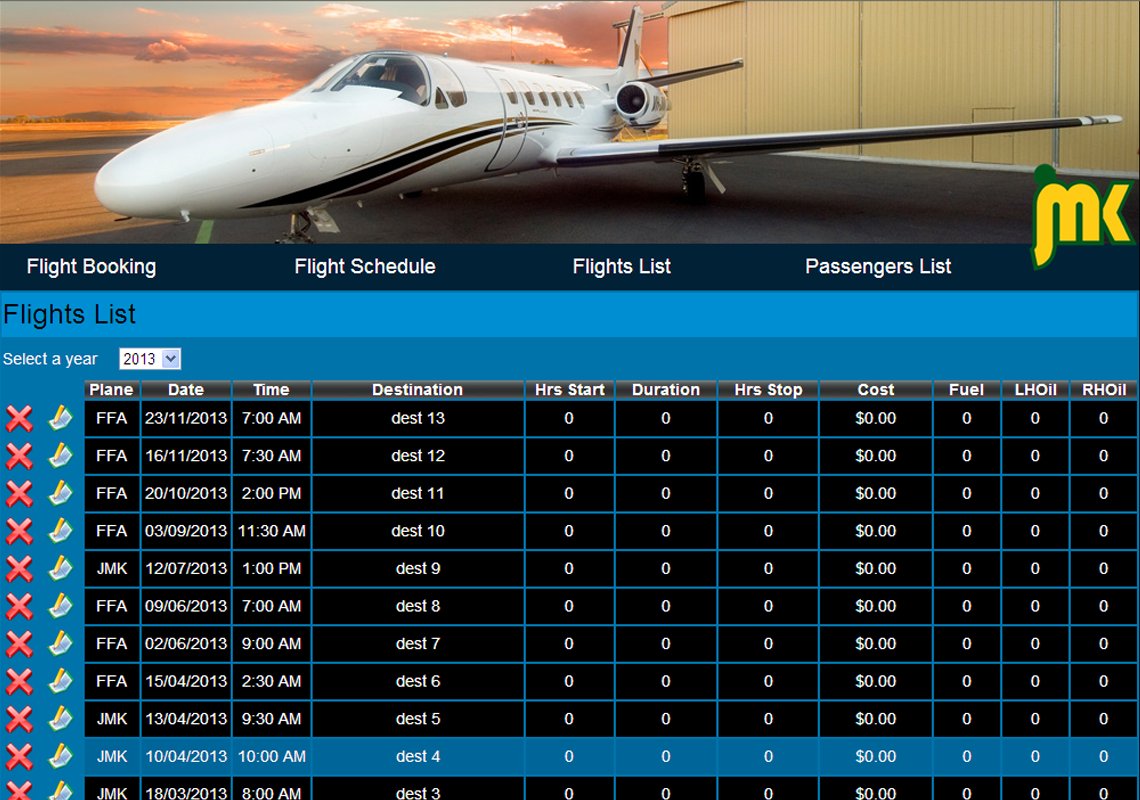 jmk
Flight Booking Flight Schedule Flights List Passengers List
Flights List
Select a year 2013
Plane Date Time Destination Hrs Start Duration Hrs Stop Cost Fuel LHOil RHOil
FFA 23/11/2013 7:00 AM dest 13 0 0 0 $0.00 0 0 0
FFA 16/11/2013 7:30 AM dest 12 0 0 0 $0.00 0 0 0
FFA 20/10/2013 2:00 PM dest 11 0 0 0 $0.00 0 0 0
FFA 03/09/2013 11:30 AM dest 10 0 0 0 $0.00 0 0 0
JMK 12/07/2013 1:00 PM dest 9 0 0 0 $0.00 0 0 0
FFA 09/06/2013 7:00 AM dest 8 0 0 0 $0.00 0 0 0
FFA 02/06/2013 9:00 AM dest 7 0 0 0 $0.00 0 0 0
FFA 15/04/2013 2:30 AM dest 6 0 0 0 $0.00 0 0 0
JMK 13/04/2013 9:30 AM dest 5 0 0 0 $0.00 0 0 0
JMK 10/04/2013 10:00 AM dest 4 0 0 0 $0.00 0 0 0
JMK 18/03/2013 8:00 AM dest 3 0 0 0 $0.00 0 0 0